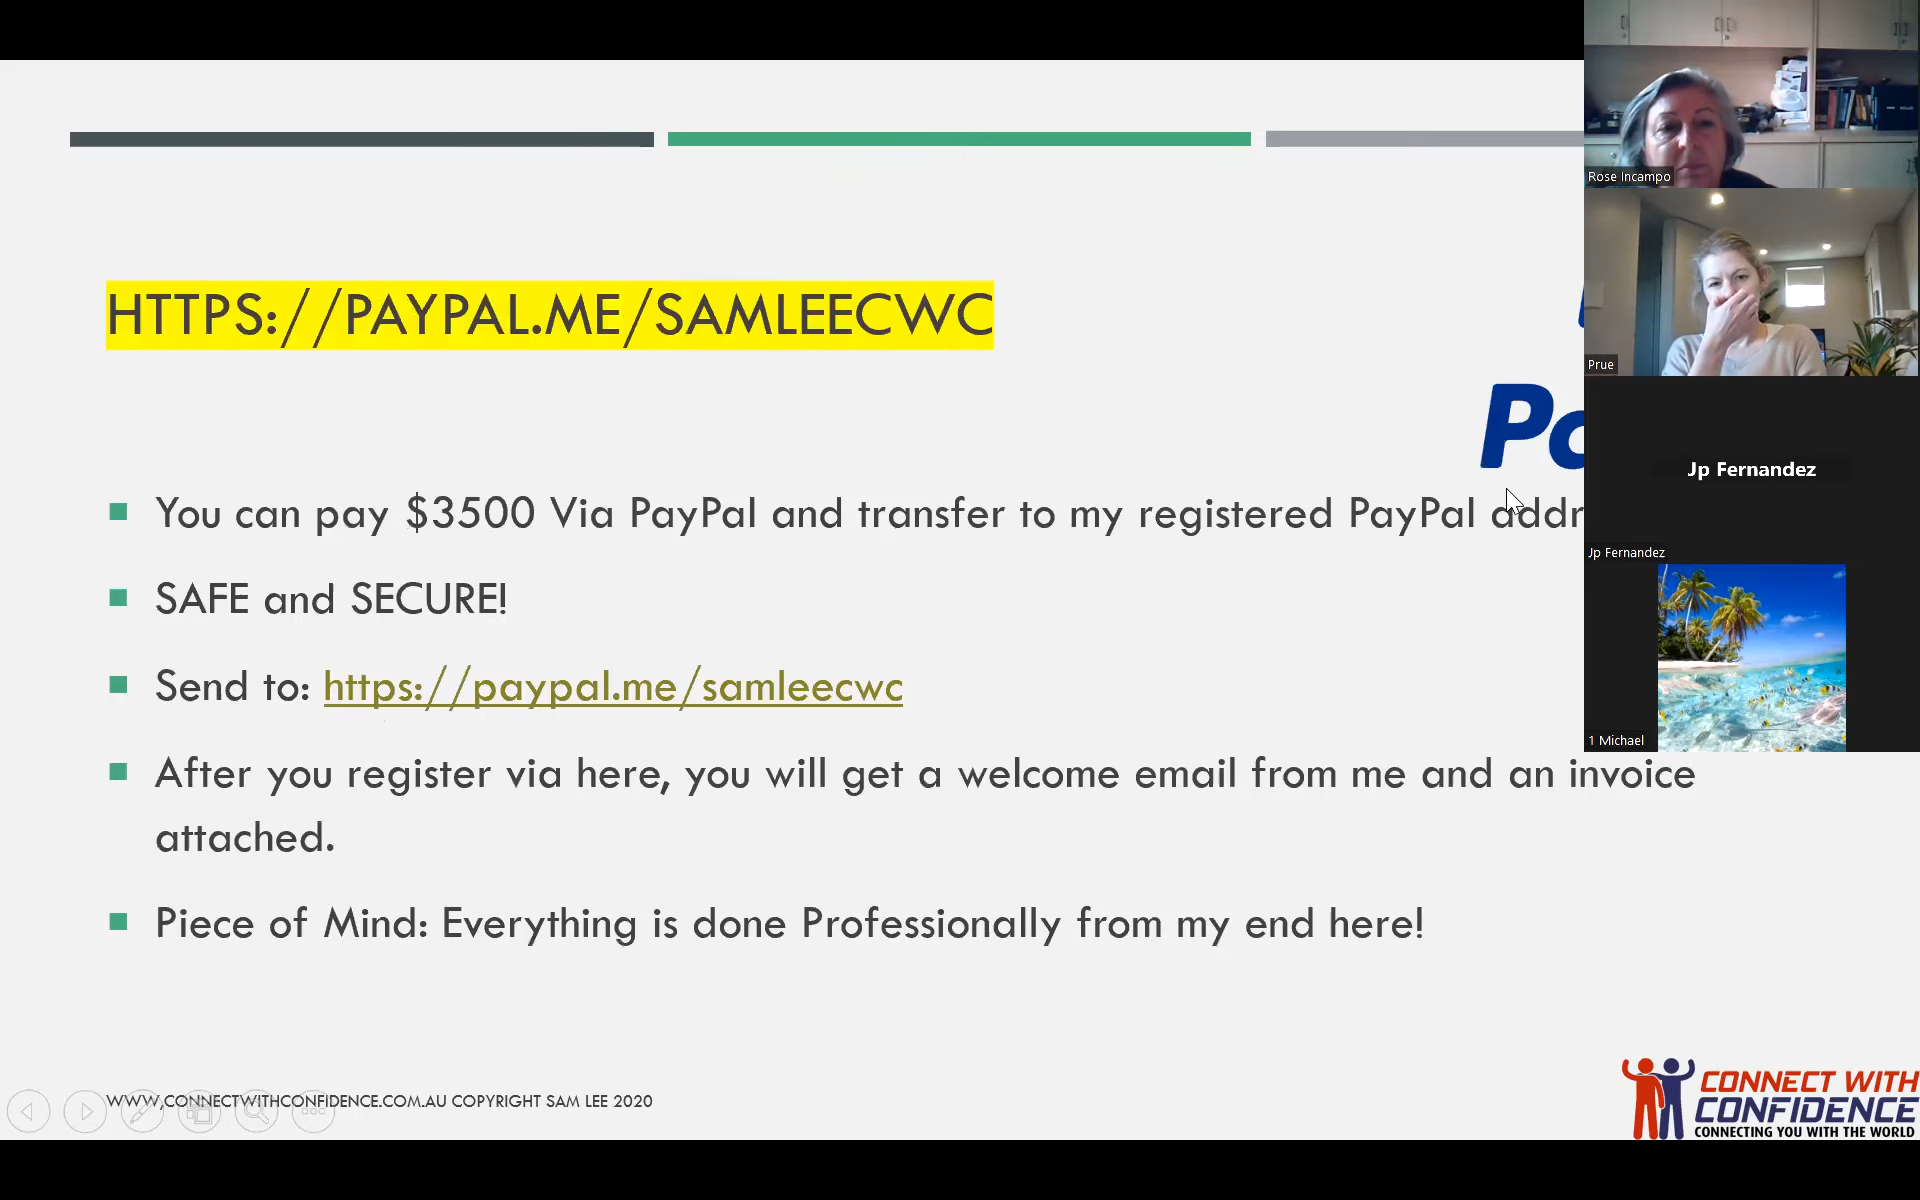 HTTPS://PAYPAL.ME/SAMLEECWC
You can pay $3500 Via PayPal and transfer to my registered PayPal
SAFE and SECURE!
Send to: https://paypal.me/samleecwc
After you register via here, you will get a welcome email from me and an invoice
attached.
Piece of Mind: Everything is done Professionally from my end here!
WWW,CONNECTWITHCONFIDENCE.COM.AU COPYRIGHT SAM LEE 2020
CONNECT WITH
CONFIDENCE
CONNECTING YOU WITH THE WORLD
Rose Incampo
Prue
Jp Fernandez
Jp Fernandez
1 Michael